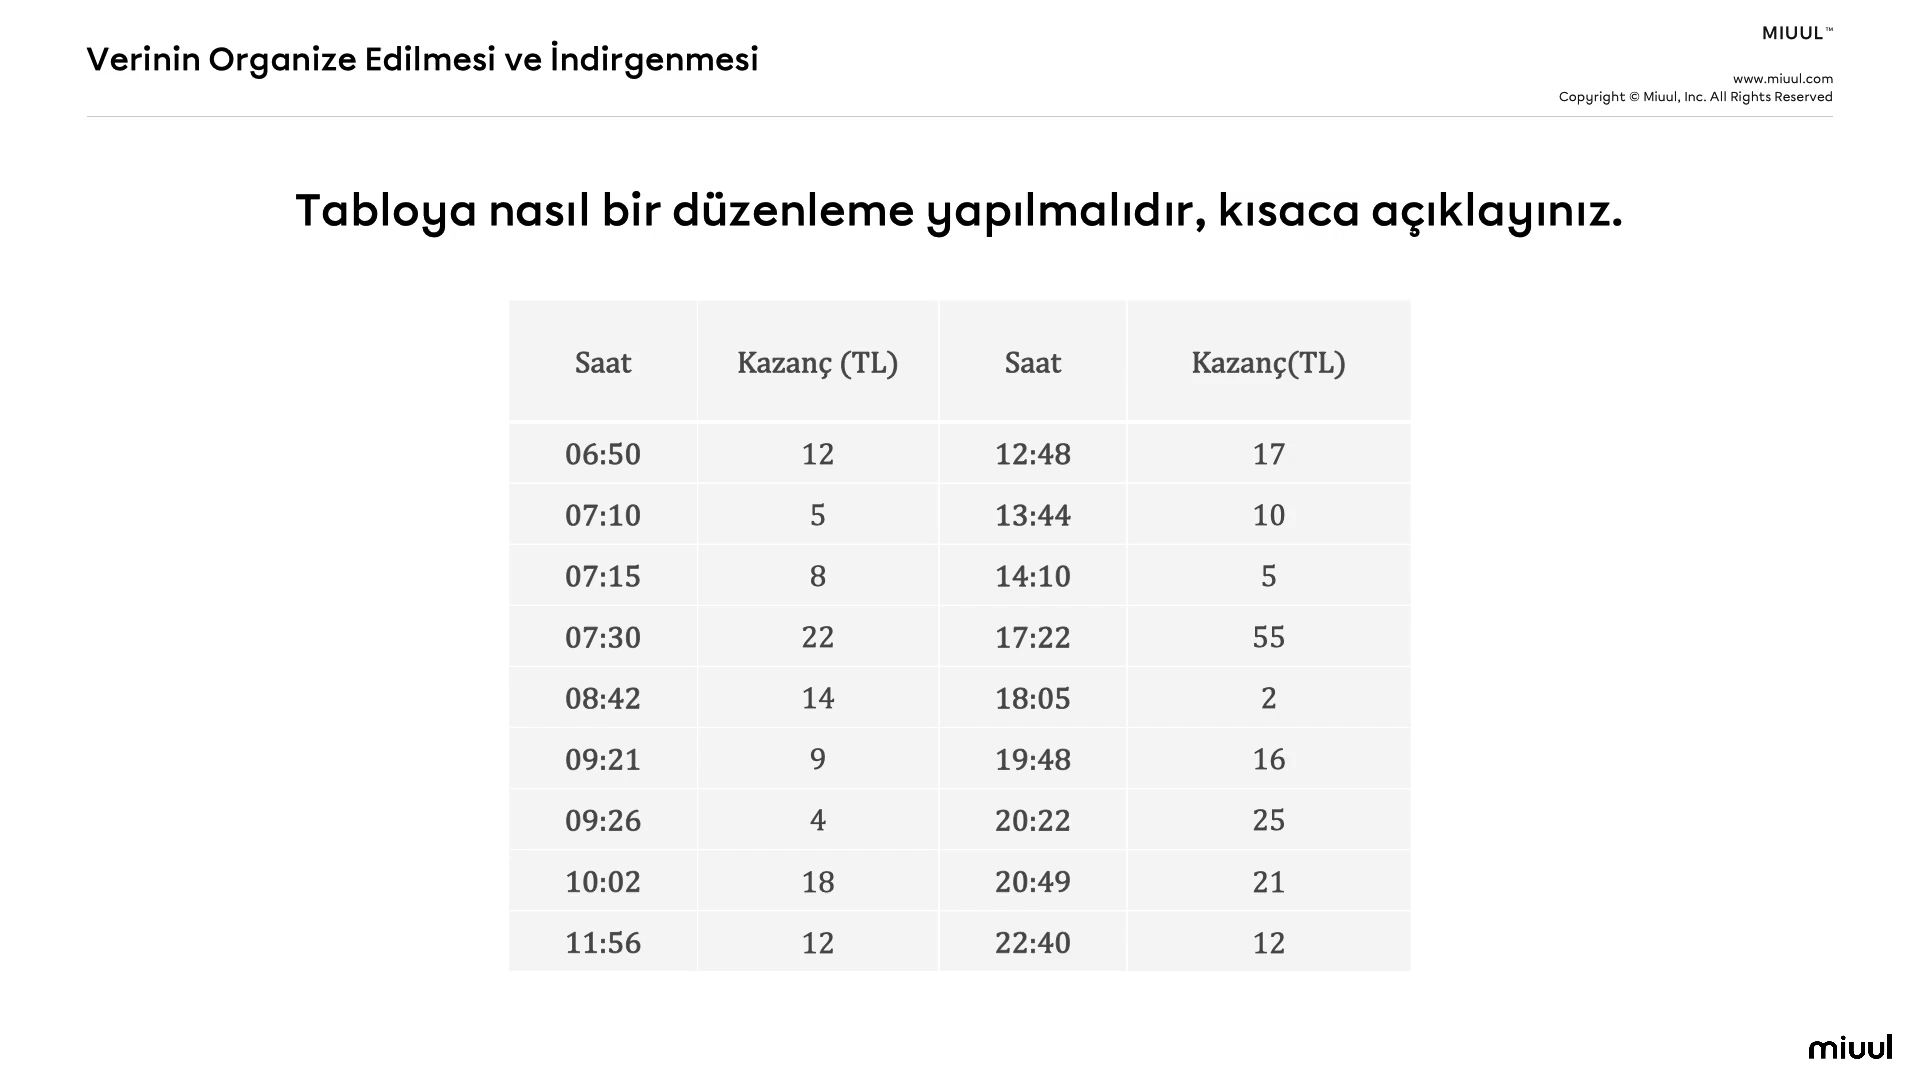 Verinin Organize Edilmesi ve İndirgenmesi
MIUUL™
www.miuul.com
Copyright © Miuul, Inc. All Rights Reserved
Tabloya nasıl bir düzenleme yapılmalıdır, kısaca açıklayınız.
Saat Kazanç (TL) Saat Kazanç(TL)
06:50 12 12:48 17
07:10 5 13:44 10
07:15 8 14:10 5
07:30 22 17:22 55
08:42 14 18:05 2
09:21 9 19:48 16
09:26 4 20:22 25
10:02 18 20:49 21
11:56 12 22:40 12
miuul